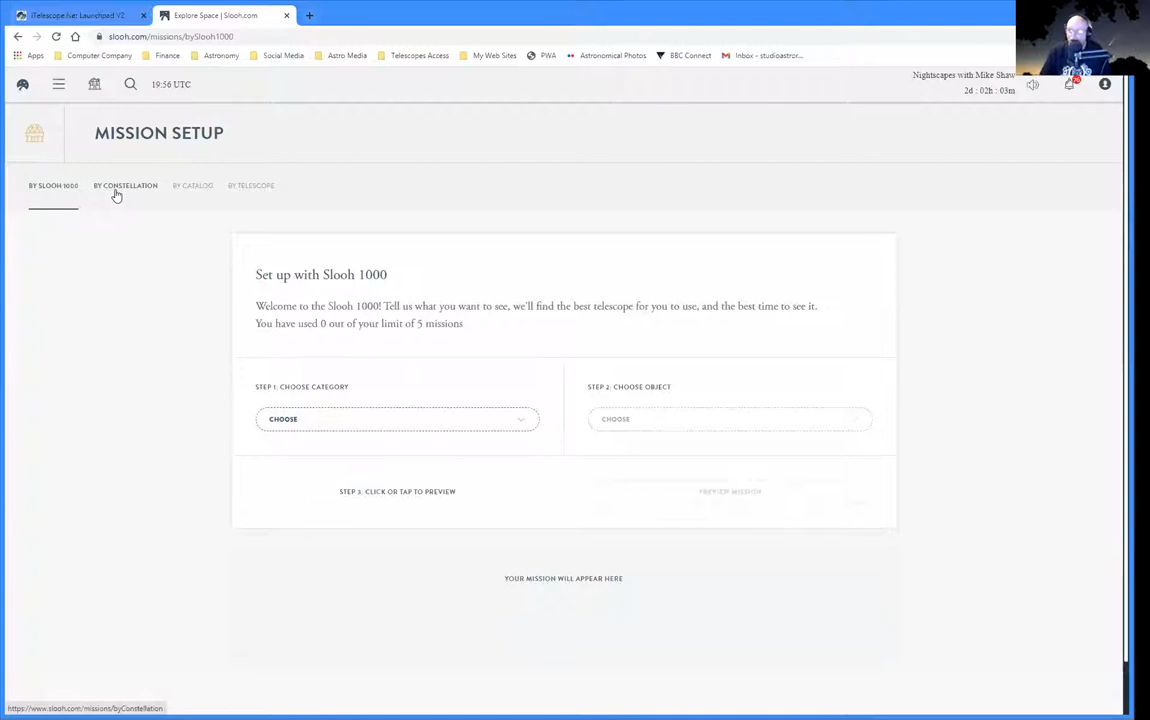 iTelescope.Net: Launchpad V2
Explore Space | Slooh.com
slooh.com/missions/bySlooh1000
Apps
Computer Company
Finance
Astronomy
Social Media
Astro Media
Telescopes Access
My Web Sites
PWA
Astronomical Photos
BBC Connect
Inbox - studioastror...
19:56 UTC
Nightscapes with Mike Shaw
2d : 02h : 03m
MISSION SETUP
BY SLOOH 1000
BY CONSTELLATION
BY CATALOG
BY TELESCOPE
Set up with Slooh 1000
Welcome to the Slooh 1000! Tell us what you want to see, we'll find the best telescope for you to use, and the best time to see it.
You have used 0 out of your limit of 5 missions
STEP 1: CHOOSE CATEGORY
STEP 2: CHOOSE OBJECT
CHOOSE
CHOOSE
STEP 3. CLICK OR TAP TO PREVIEW
PREVIEW MISSION
YOUR MISSION WILL APPEAR HERE
https://www.slooh.com/missions/byConstellation